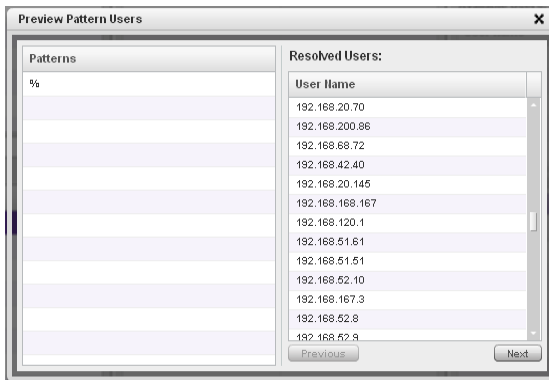 Preview Pattern Users
Patterns
%
Resolved Users:
User Name
192.168.20.70
192.168.200.86
192.168.68.72
192.168.42.40
192.168.20.145
192.168.168.167
192.168.120.1
192.168.51.61
192.168.51.51
192.168.52.10
192.168.167.3
192.168.52.8
192.168.52.9
Previous
Next